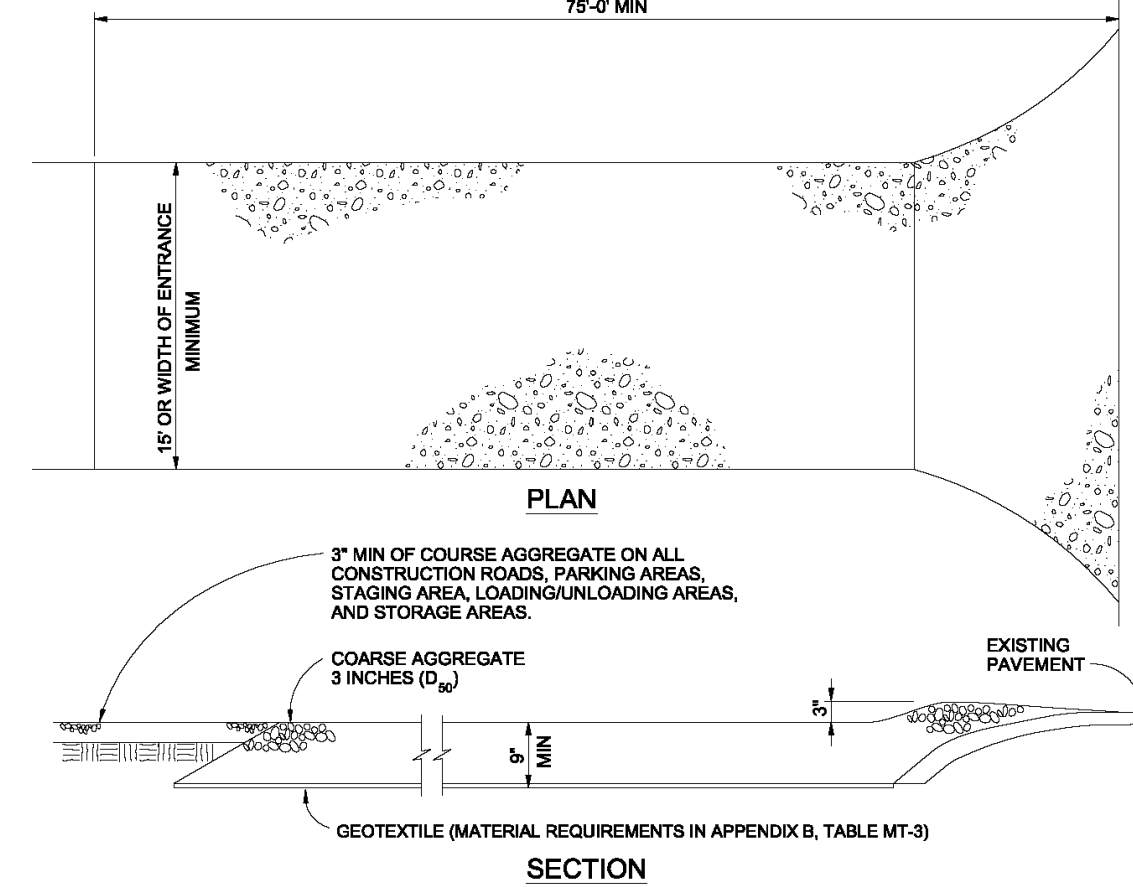 75'-0' MIN
15' OR WIDTH OF ENTRANCE
MINIMUM
PLAN
3" MIN OF COURSE AGGREGATE ON ALL
CONSTRUCTION ROADS, PARKING AREAS,
STAGING AREA, LOADING/UNLOADING AREAS,
AND STORAGE AREAS.
COARSE AGGREGATE
3 INCHES (D50)
EXISTING
PAVEMENT
3"
9"
MIN
GEOTEXTILE (MATERIAL REQUIREMENTS IN APPENDIX B, TABLE MT-3)
SECTION